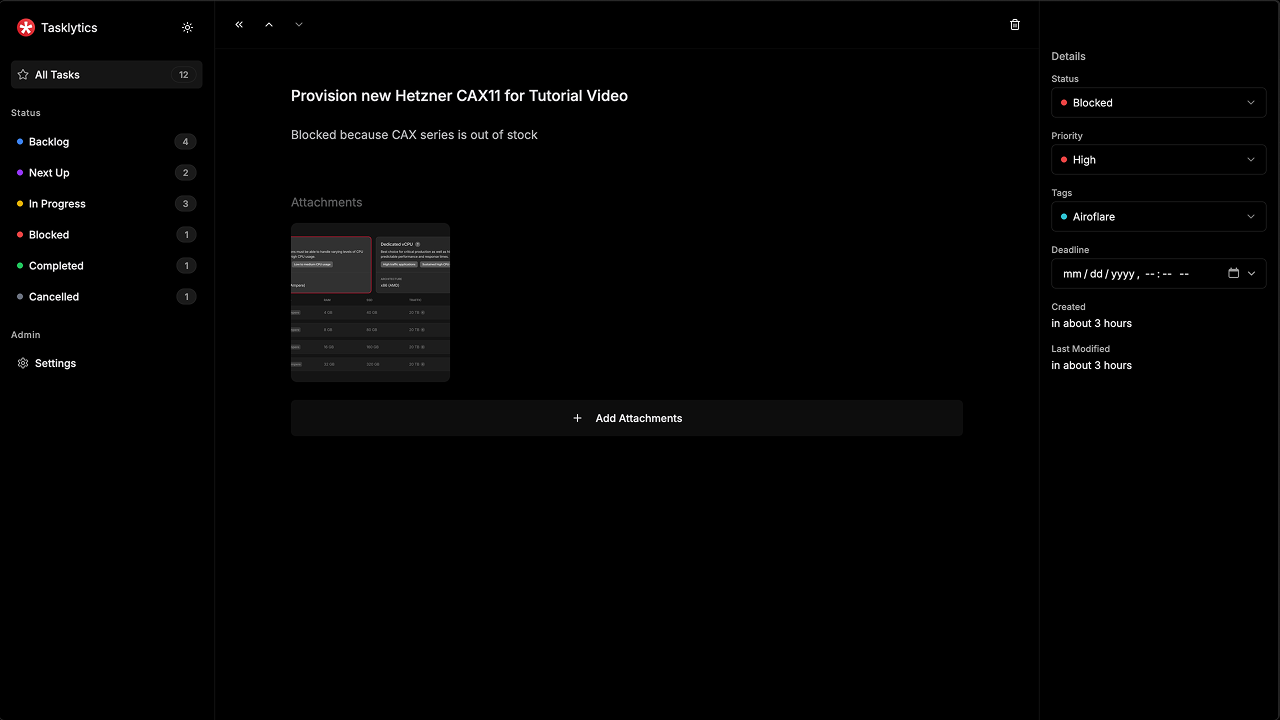 Tasklytics
All Tasks 12
Status
Backlog 4
Next Up 2
In Progress 3
Blocked 1
Completed 1
Cancelled 1
Admin
Settings
Provision new Hetzner CAX11 for Tutorial Video
Blocked because CAX series is out of stock
Attachments
Dedicated vCPU
Add Attachments
Details
Status
Blocked
Priority
High
Tags
Airoflare
Deadline
mm/dd/yyyy, --:-- --
Created
in about 3 hours
Last Modified
in about 3 hours